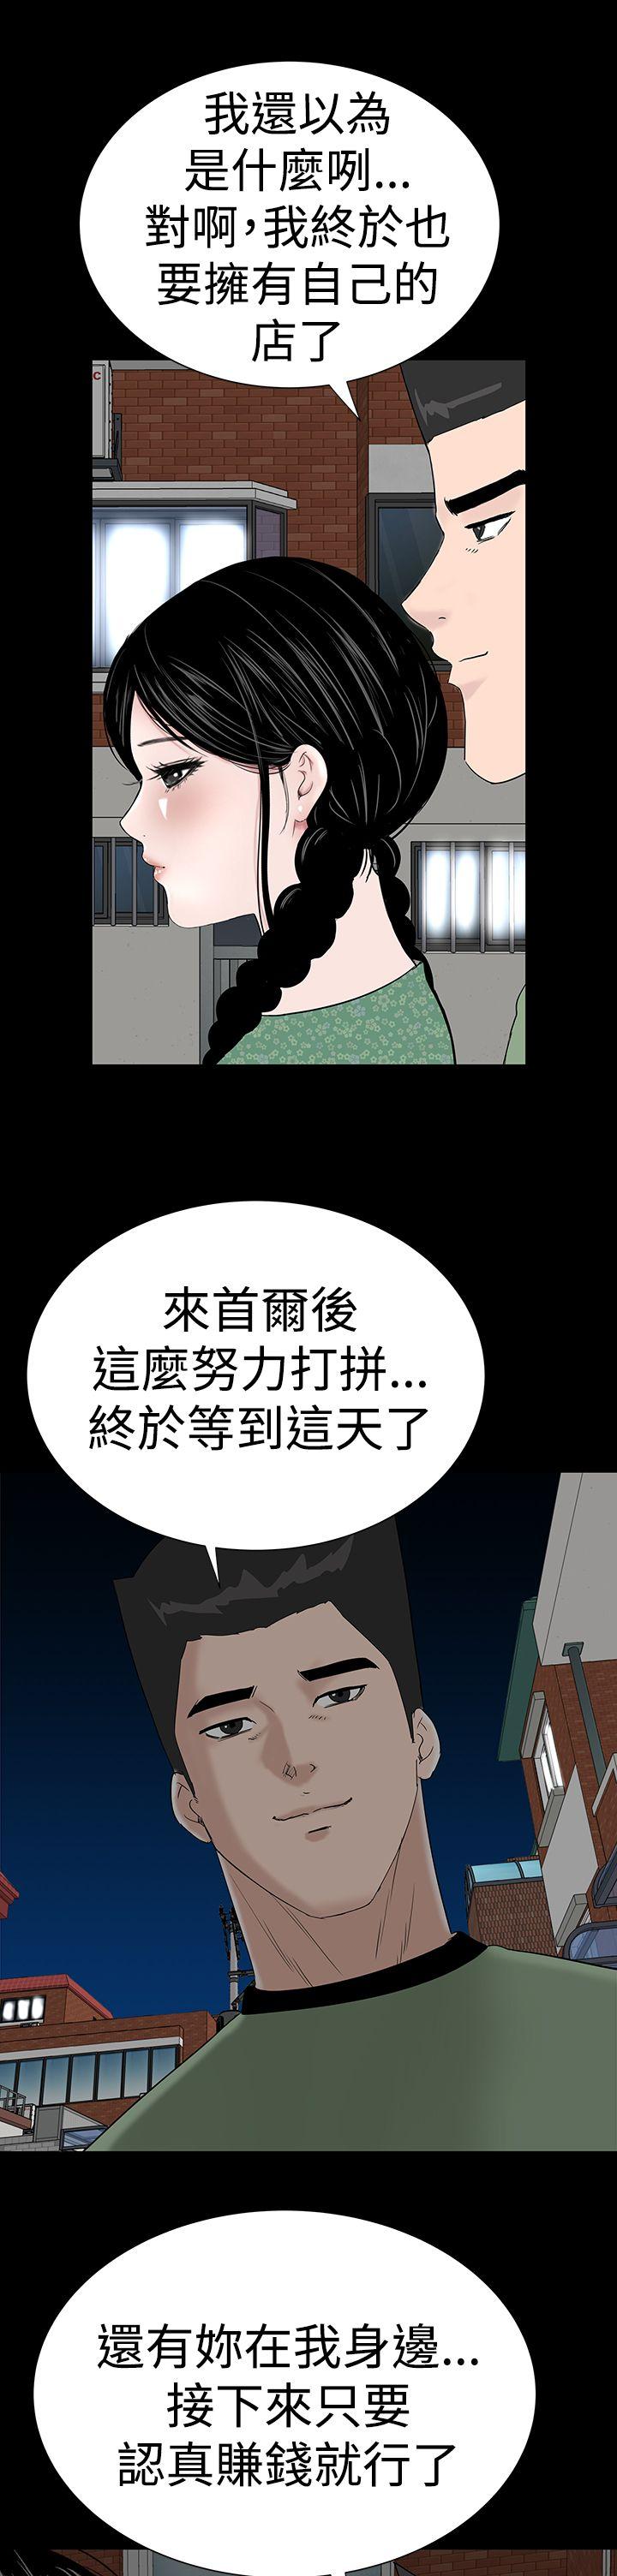 我還以為
是什麼咧…
對啊,我終於也
要擁有自己的
店了
C
來首爾後
這麼努力打拼…
終於等到這天了
還有妳在我身邊…
接下來只要
認真賺錢就行了